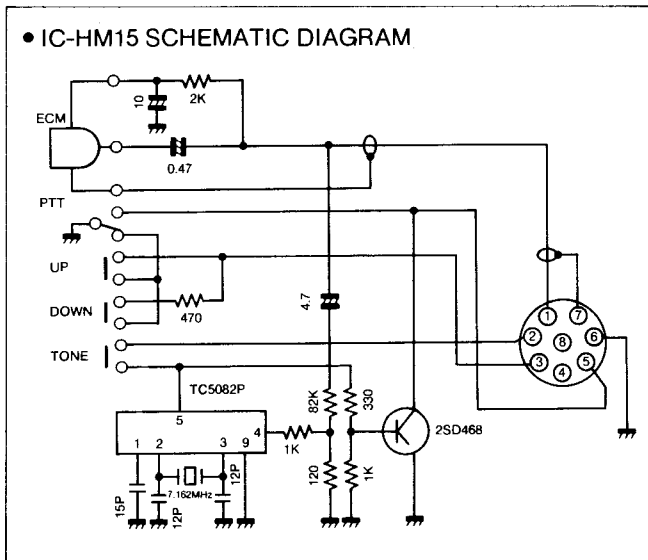 • IC-HM15 SCHEMATIC DIAGRAM
ECM
10
2K
0.47
PTT
UP
DOWN
470
TONE
4.7
1
7
2
8
6
3
4
5
TC5082P
5
4
1
2
3
9
1K
82K
330
120
1K
2SD468
15P
12P
7.162MHz
12P